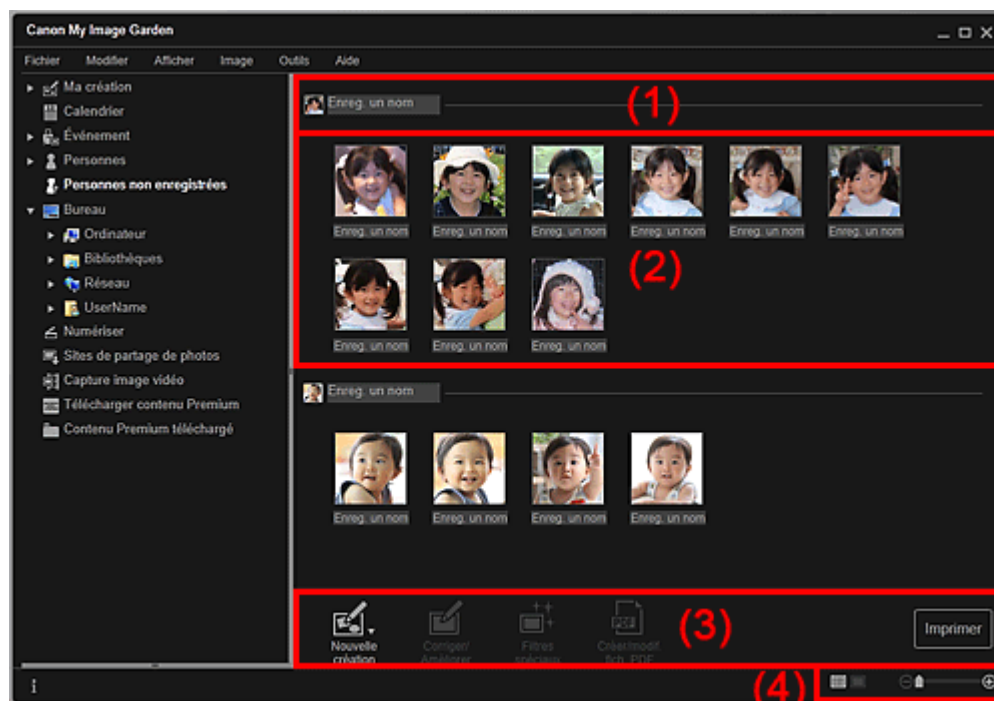 Canon My Image Garden
Fichier Modifier Afficher Image Outils Aide
Ma création
Calendrier
Événement
Personnes
Personnes non enregistrées
Bureau
Ordinateur
Bibliothèques
Réseau
UserName
Numériser
Sites de partage de photos
Capture image vidéo
Télécharger contenu Premium
Contenu Premium téléchargé
Enreg. un nom
(1)
Enreg. un nom Enreg. un nom Enreg. un nom Enreg. un nom Enreg. un nom Enreg. un nom
(2)
Enreg. un nom Enreg. un nom Enreg. un nom
Enreg. un nom
Enreg. un nom Enreg. un nom Enreg. un nom Enreg. un nom
Nouvelle création
Corriger/ Améliorer
Filtres spéciaux
Créer/modif. fich. PDF
(3)
Imprimer
(4)